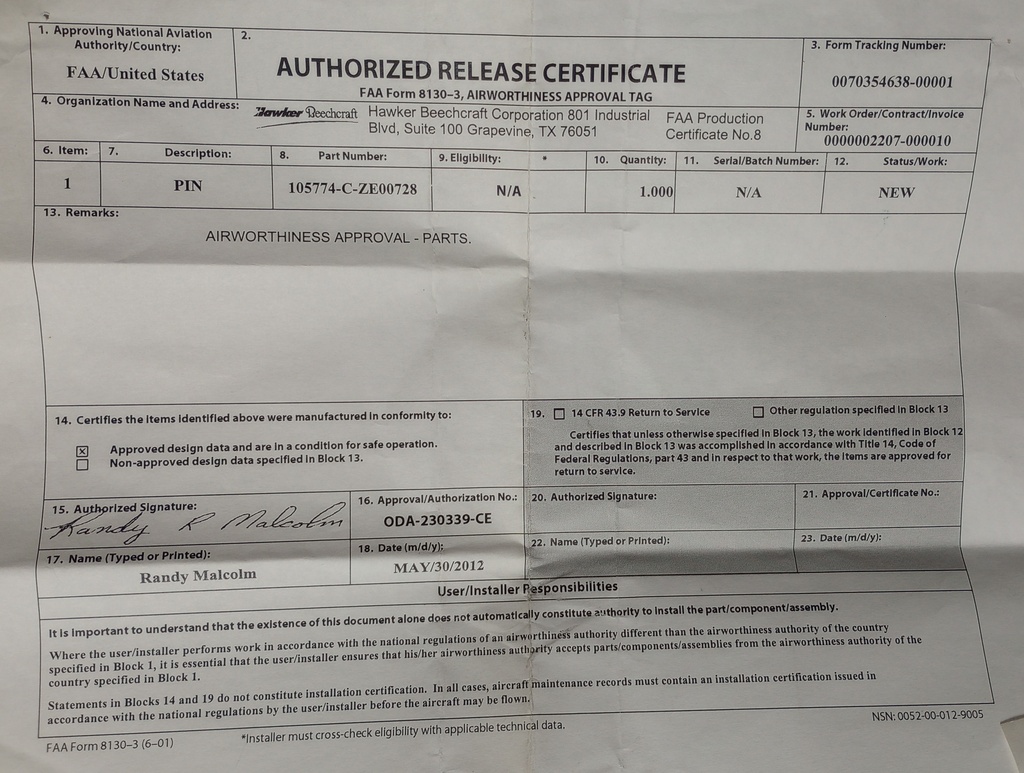 1. Approving National Aviation
Authority/Country:
FAA/United States
2.
AUTHORIZED RELEASE CERTIFICATE
FAA Form 8130–3, AIRWORTHINESS APPROVAL TAG
3. Form Tracking Number:
0070354638-00001
4. Organization Name and Address:
Hawker Beechcraft
Hawker Beechcraft Corporation 801 Industrial
Blvd, Suite 100 Grapevine, TX 76051
FAA Production
Certificate No.8
5. Work Order/Contract/Invoice
Number:
0000002207-000010
6. Item:
1
7. Description:
PIN
8. Part Number:
105774-C-ZE00728
9. Eligibility: *
N/A
10. Quantity:
1.000
11. Serial/Batch Number:
N/A
12. Status/Work:
NEW
13. Remarks:
AIRWORTHINESS APPROVAL - PARTS.
14. Certifies the items identified above were manufactured in conformity to:
Approved design data and are in a condition for safe operation.
Non-approved design data specified in Block 13.
19. 14 CFR 43.9 Return to Service Other regulation specified in Block 13
Certifies that unless otherwise specified in Block 13, the work identified in Block 12
and described in Block 13 was accomplished in accordance with Title 14, Code of
Federal Regulations, part 43 and in respect to that work, the items are approved for
return to service.
15. Authorized Signature:
Randy R Malcolm
16. Approval/Authorization No.:
ODA-230339-CE
20. Authorized Signature:
21. Approval/Certificate No.:
17. Name (Typed or Printed):
Randy Malcolm
18. Date (m/d/y):
MAY/30/2012
22. Name (Typed or Printed):
23. Date (m/d/y):
User/Installer Responsibilities
It is important to understand that the existence of this document alone does not automatically constitute authority to install the part/component/assembly.
Where the user/installer performs work in accordance with the national regulations of an airworthiness authority different than the airworthiness authority of the country
specified in Block 1, it is essential that the user/installer ensures that his/her airworthiness authority accepts parts/components/assemblies from the airworthiness authority of the
country specified in Block 1.
Statements in Blocks 14 and 19 do not constitute installation certification. In all cases, aircraft maintenance records must contain an installation certification issued in
accordance with the national regulations by the user/installer before the aircraft may be flown.
FAA Form 8130–3 (6–01)
*Installer must cross-check eligibility with applicable technical data.
NSN: 0052-00-012-9005